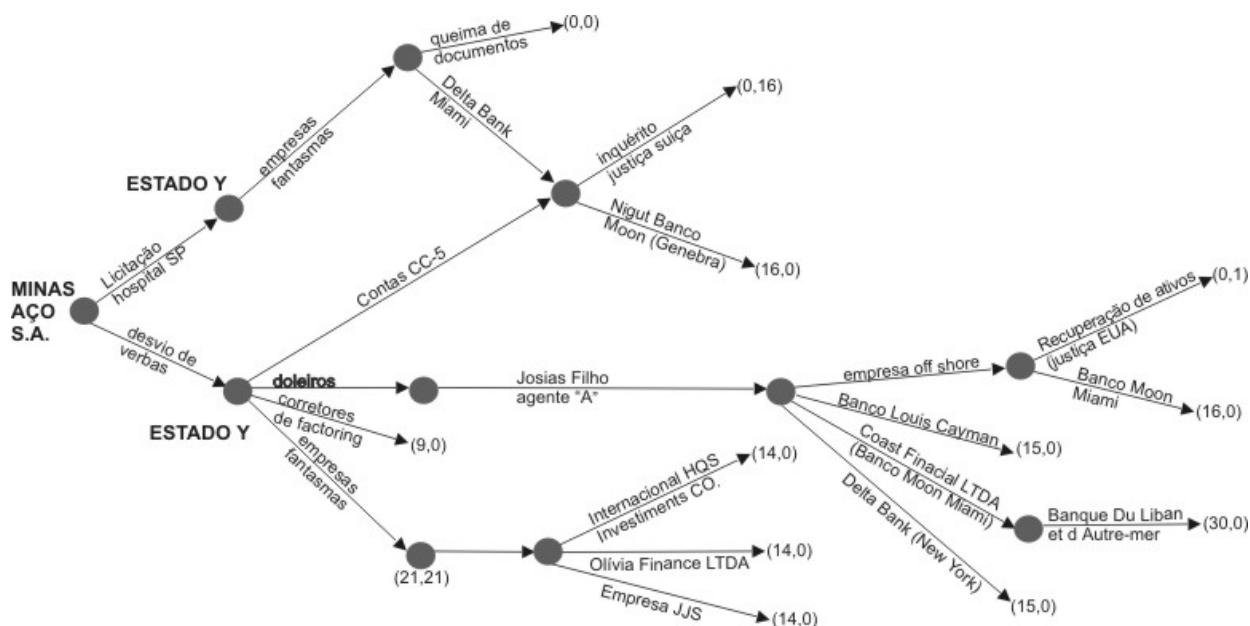 queima de
documentos
(0,0)
Delta Bank
Miami
(0,16)
inquérito
justiça suíça
empresas
fantasmas
ESTADO Y
Nigut Banco
Moon (Genebra)
(16,0)
Licitação
hospital SP
Contas CC-5
MINAS
AÇO
S.A.
desvio de
verbas
(0,1)
Recuperação de ativos
(justiça EUA)
empresa off shore
Banco Moon
Miami
(16,0)
doleiros
Josias Filho
agente "A"
Banco Louis Cayman
(15,0)
corretores
de factoring
(9,0)
ESTADO Y
empresas
fantasmas
Coast Finacial LTDA
(Banco Moon Miami)
Internacional HQS
Investiments CO.
(14,0)
Delta Bank (New York)
Banque Du Liban
et d Autre-mer
(30,0)
(21,21)
Olívia Finance LTDA
(14,0)
Empresa JJS
(14,0)
(15,0)